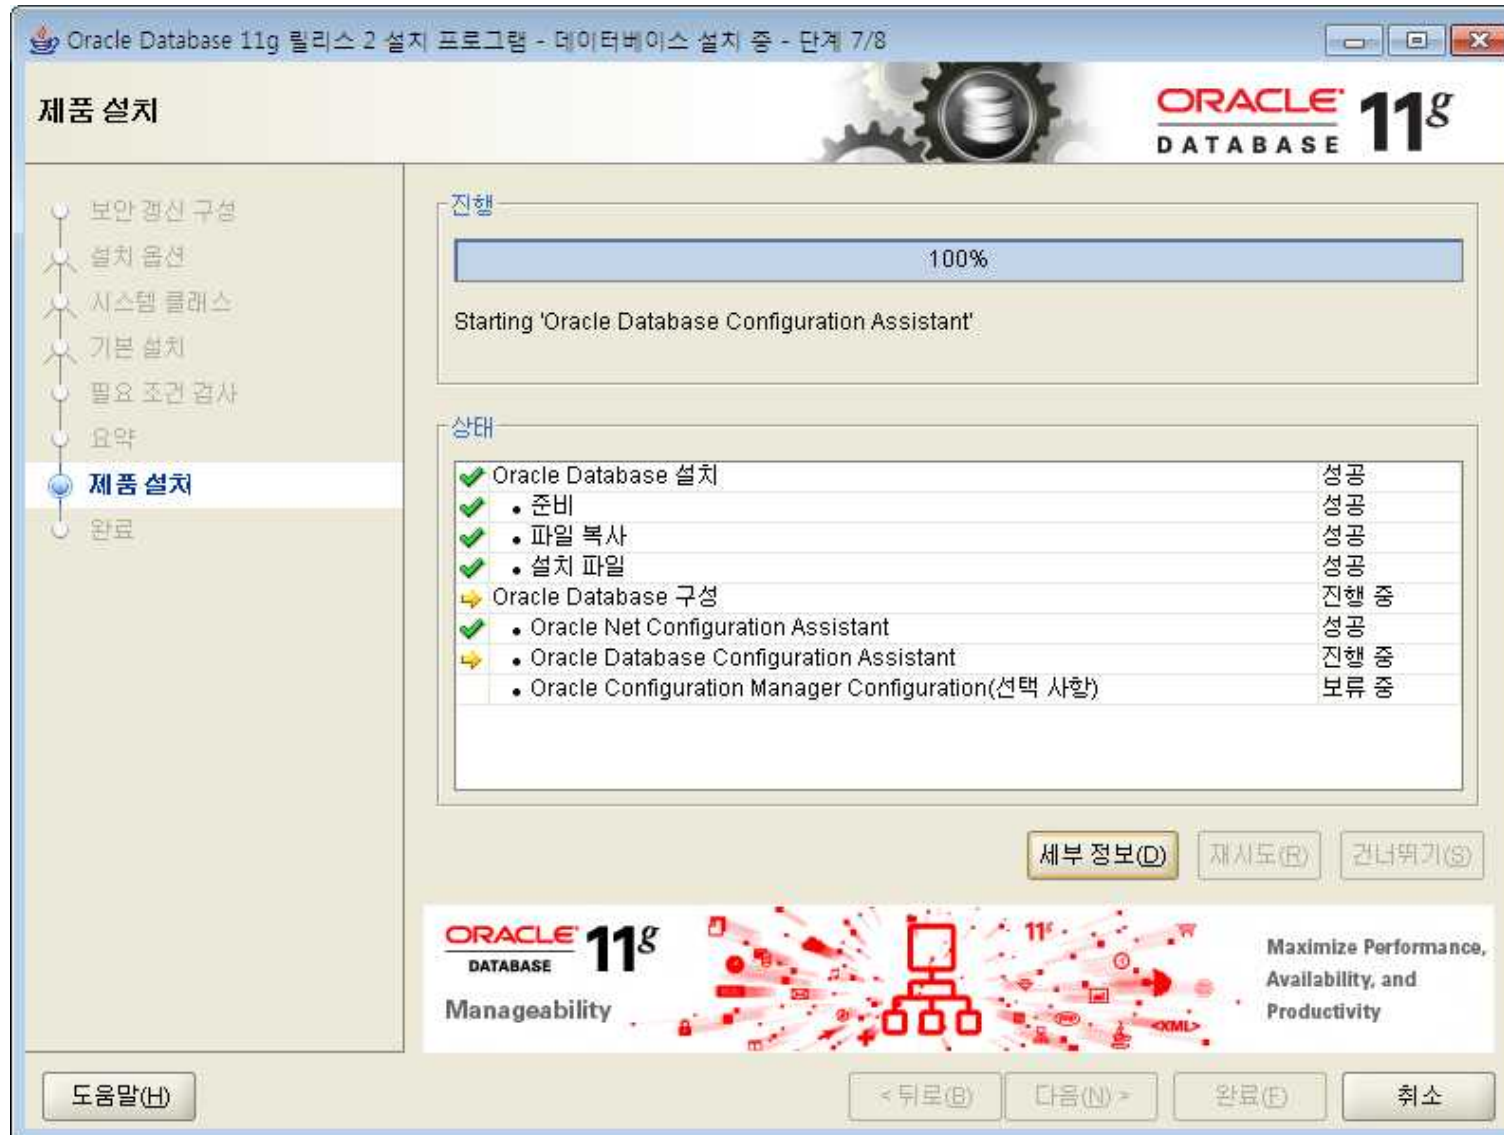 Oracle Database 11g 릴리스 2 설치 프로그램 - 데이터베이스 설치 중 - 단계 7/8
제품 설치
ORACLE DATABASE 11g
보안 갱신 구성
설치 옵션
시스템 클래스
기본 설치
필요 조건 검사
요약
제품 설치
완료
진행
100%
Starting 'Oracle Database Configuration Assistant'
상태
Oracle Database 설치 성공
• 준비 성공
• 파일 복사 성공
• 설치 파일 성공
Oracle Database 구성 진행 중
• Oracle Net Configuration Assistant 성공
• Oracle Database Configuration Assistant 진행 중
• Oracle Configuration Manager Configuration(선택 사항) 보류 중
세부 정보(D) 재시도(R) 건너뛰기(S)
ORACLE DATABASE 11g
Manageability
11g
<XML>
Maximize Performance,
Availability, and
Productivity
도움말(H) < 뒤로(B) 다음(N) > 완료(F) 취소